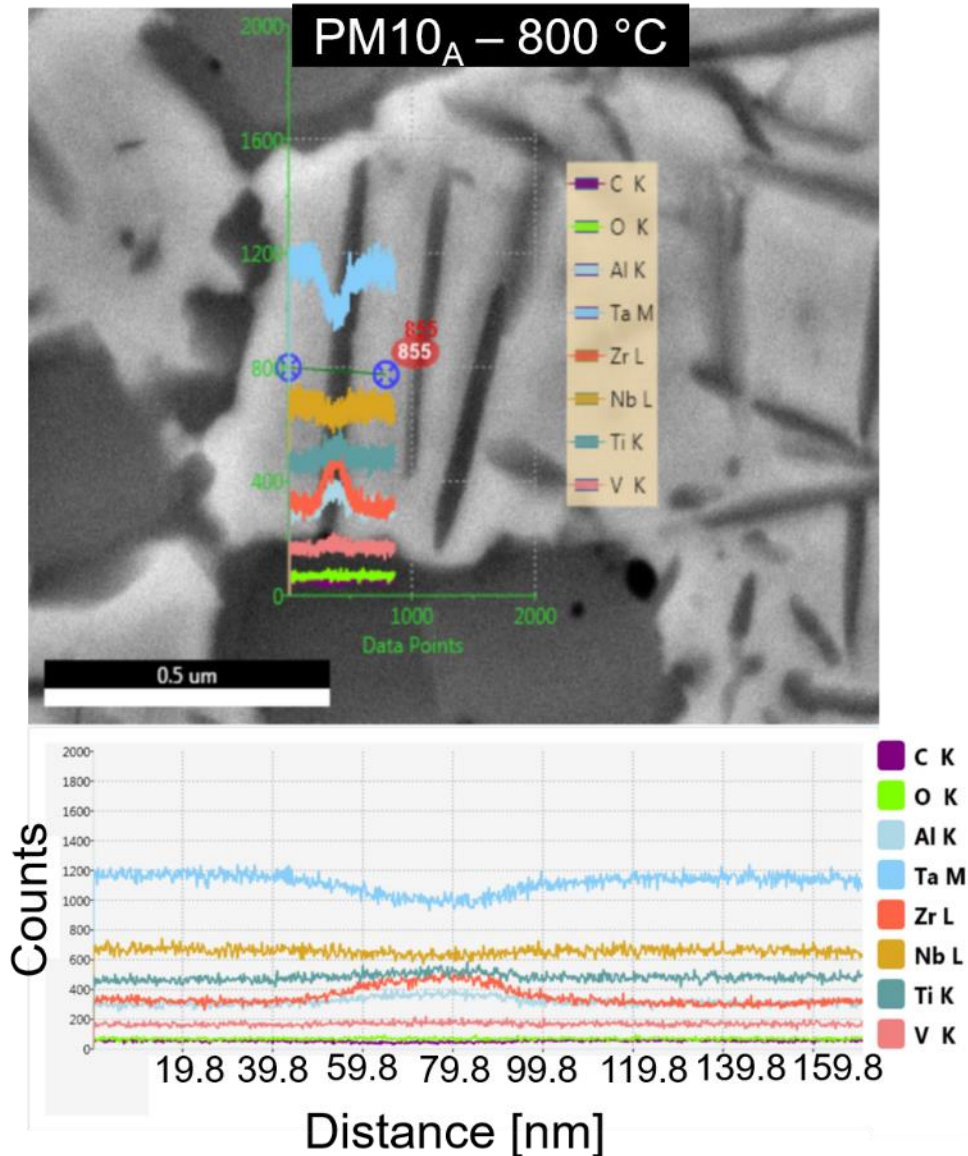 PM10A – 800 °C
2000
1600
1200
800
400
0
1000
2000
Data Points
855
855
C K
O K
Al K
Ta M
Zr L
Nb L
Ti K
V K
0.5 um
Counts
2000
1800
1600
1400
1200
1000
800
600
400
200
0
19.8 39.8 59.8 79.8 99.8 119.8 139.8 159.8
Distance [nm]
C K
O K
Al K
Ta M
Zr L
Nb L
Ti K
V K